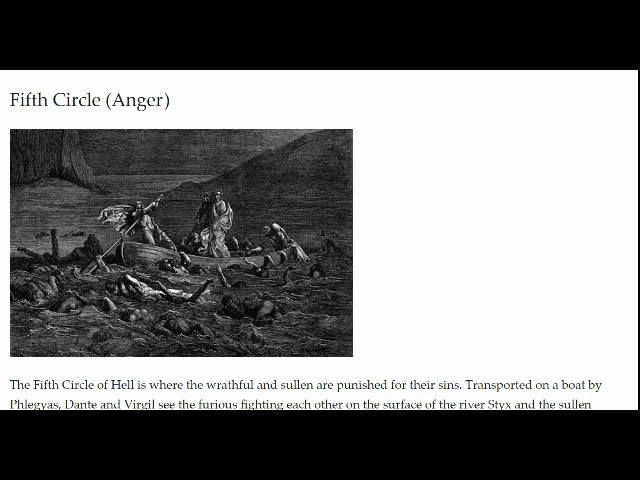 Fifth Circle (Anger)
The Fifth Circle of Hell is where the wrathful and sullen are punished for their sins. Transported on a boat by
Phlegyas, Dante and Virgil see the furious fighting each other on the surface of the river Styx and the sullen